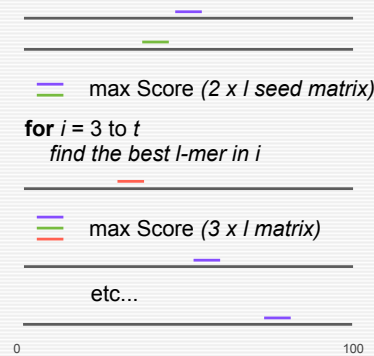 max Score (2 x l seed matrix)
for i = 3 to t
find the best l-mer in i
max Score (3 x l matrix)
etc...
0 100